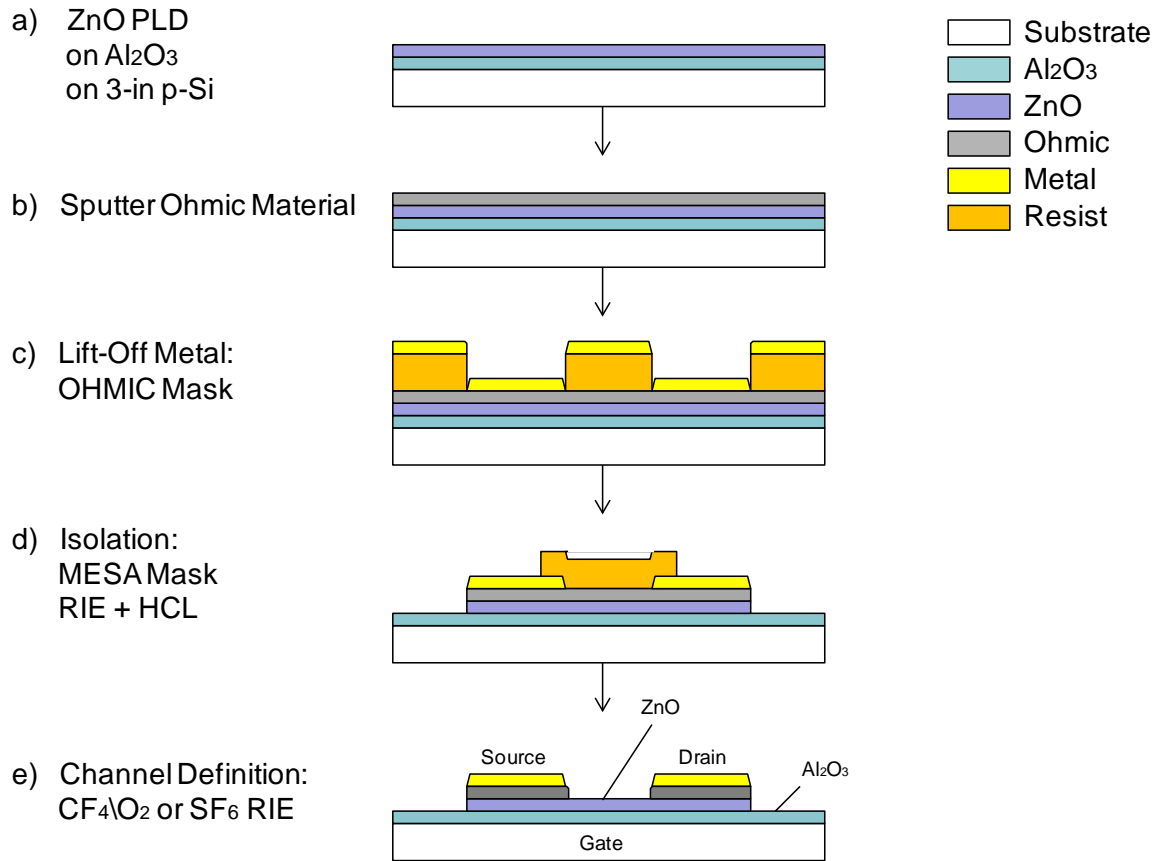 a) ZnO PLD
on Al2O3
on 3-in p-Si
Substrate
Al2O3
ZnO
Ohmic
Metal
Resist
b) Sputter Ohmic Material
c) Lift-Off Metal:
OHMIC Mask
d) Isolation:
MESA Mask
RIE + HCL
e) Channel Definition:
CF4\O2 or SF6 RIE
ZnO
Source
Drain
Al2O3
Gate